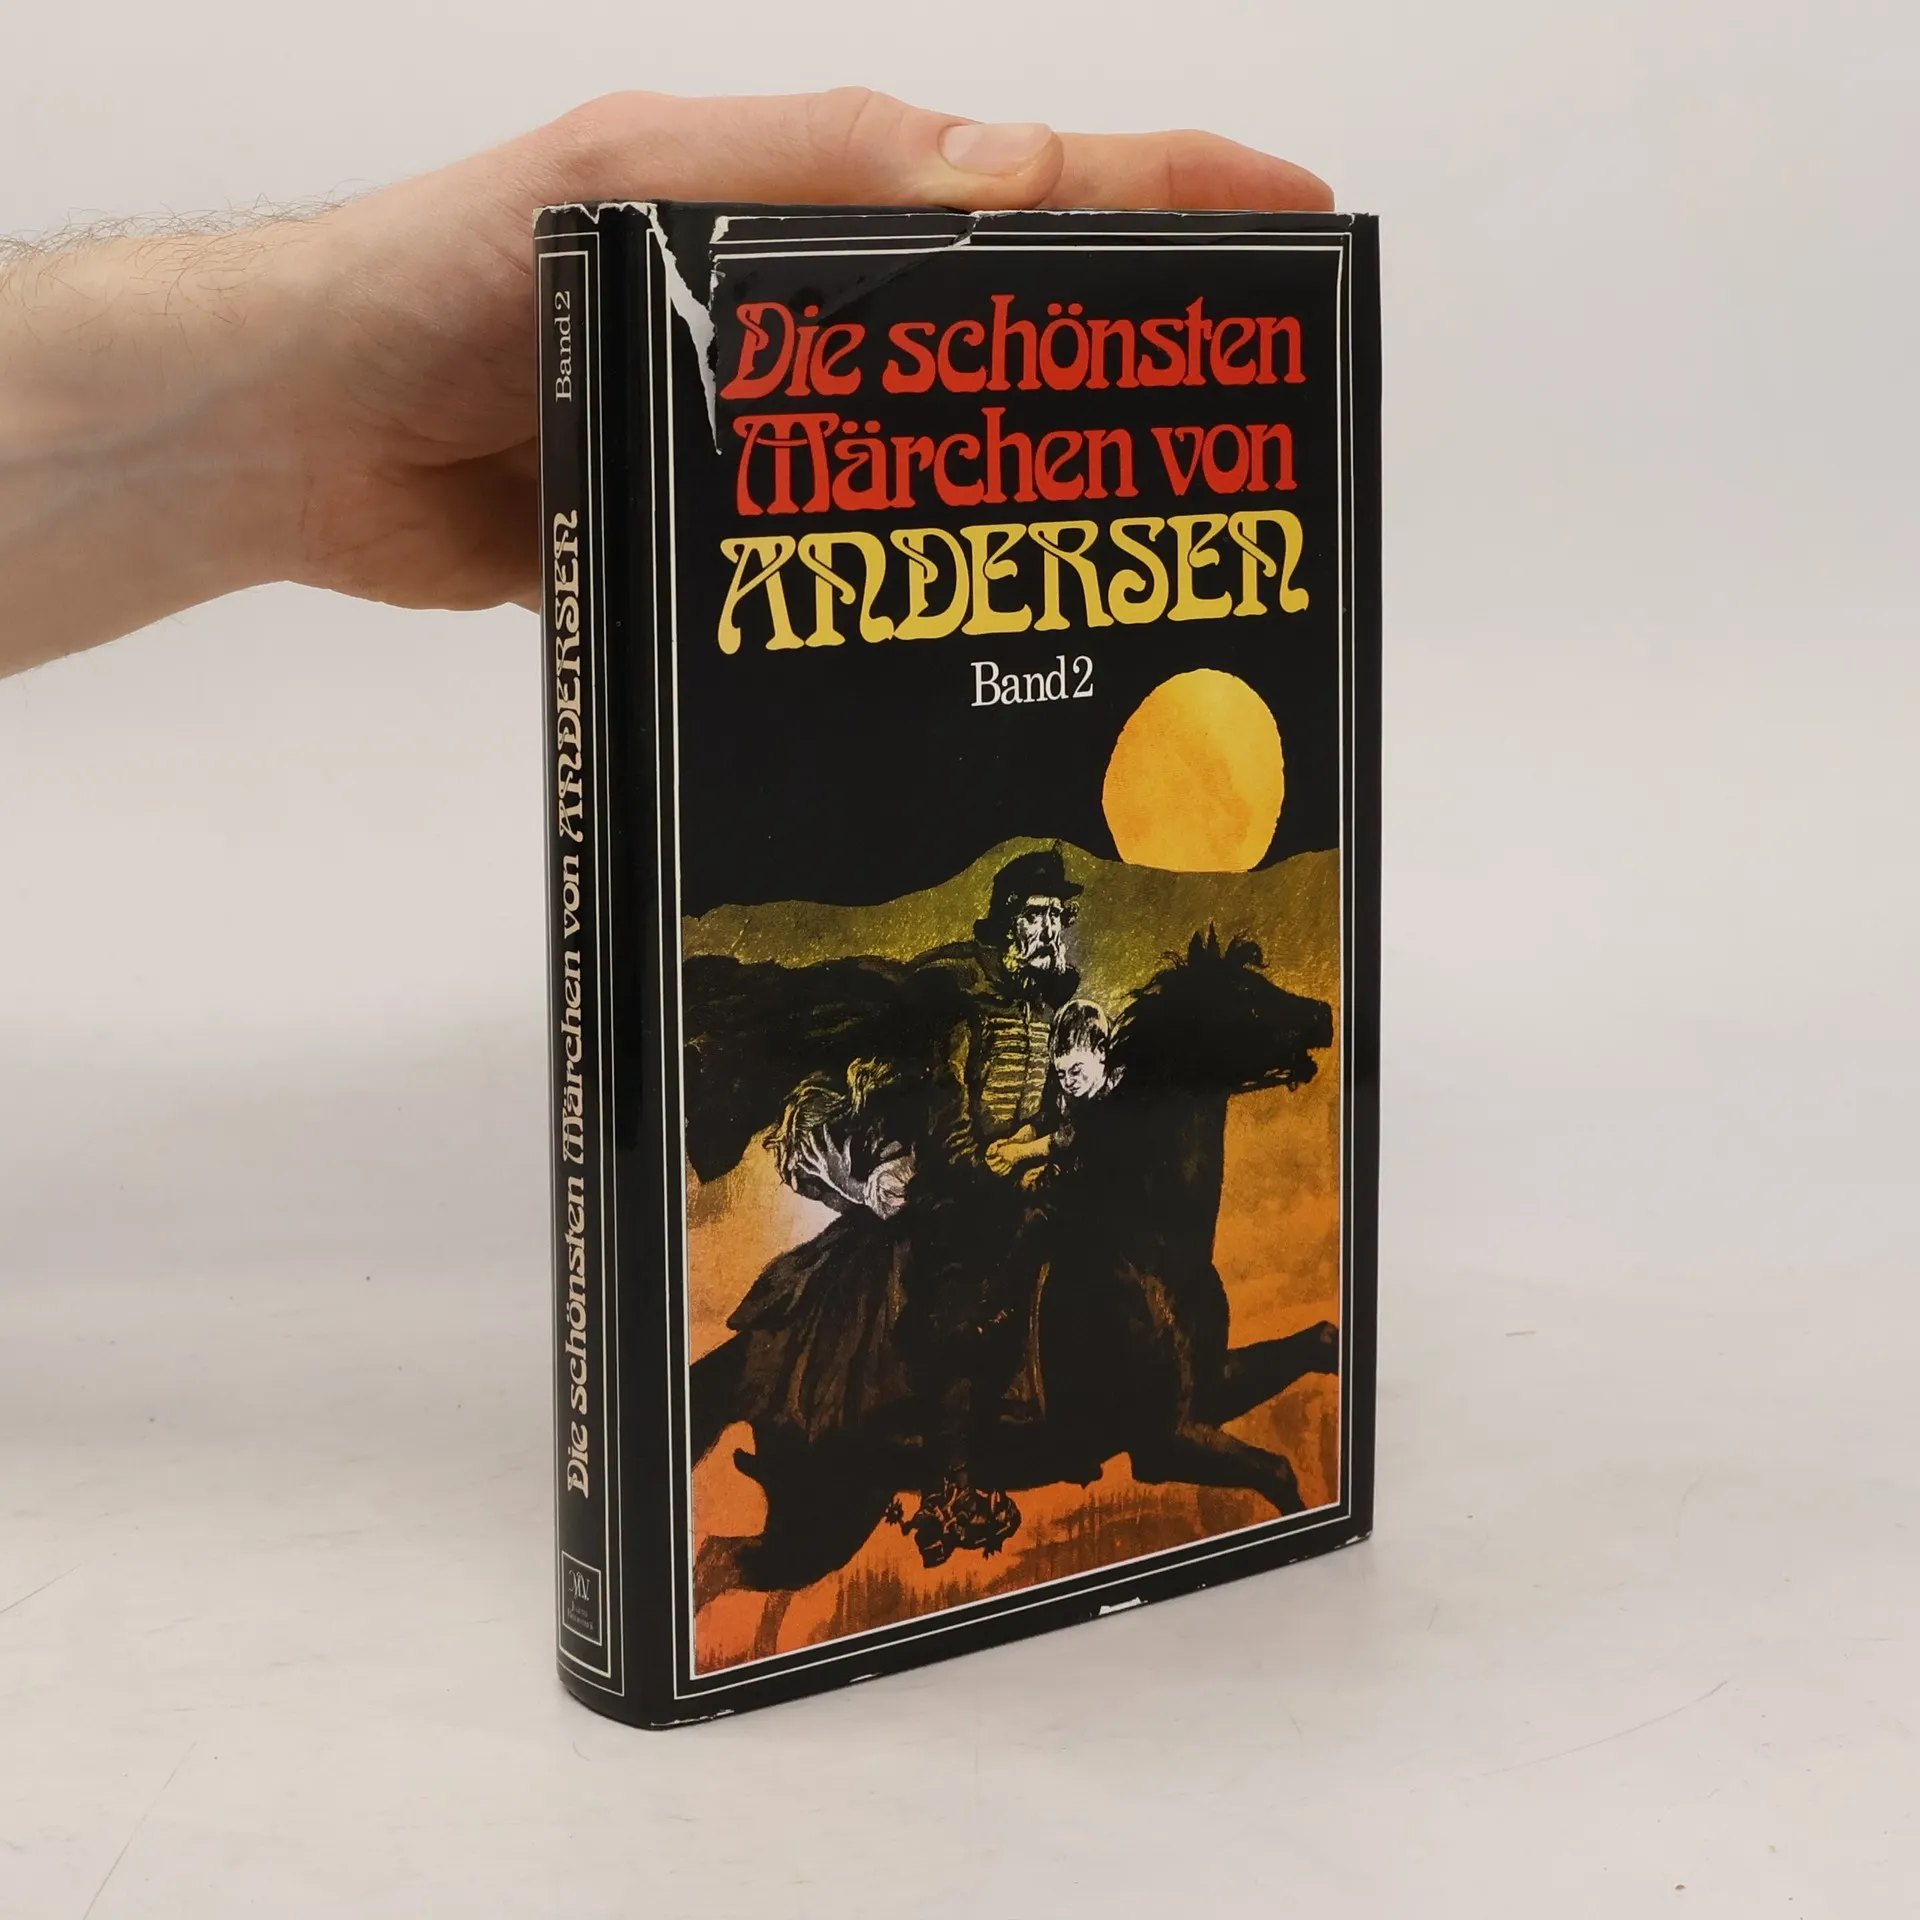 Die schönsten
Märchen von
ANDERSEN
Band 2
Die schönsten Märchen von ANDERSEN Band 2